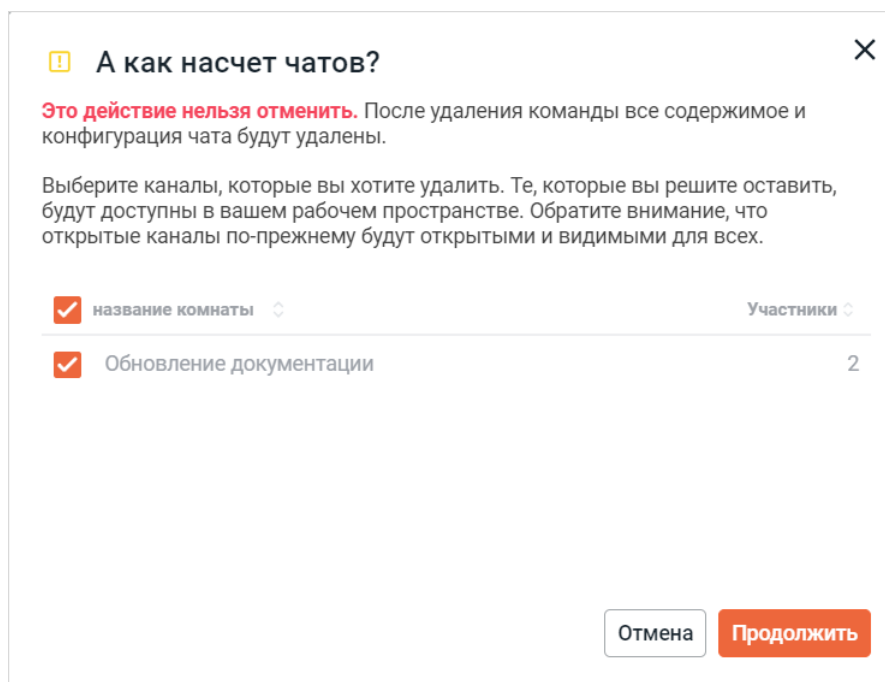 А как насчет чатов?
Это действие нельзя отменить. После удаления команды все содержимое и
конфигурация чата будут удалены.
Выберите каналы, которые вы хотите удалить. Те, которые вы решите оставить,
будут доступны в вашем рабочем пространстве. Обратите внимание, что
открытые каналы по-прежнему будут открытыми и видимыми для всех.
название комнаты Участники
Обновление документации 2
Отмена Продолжить